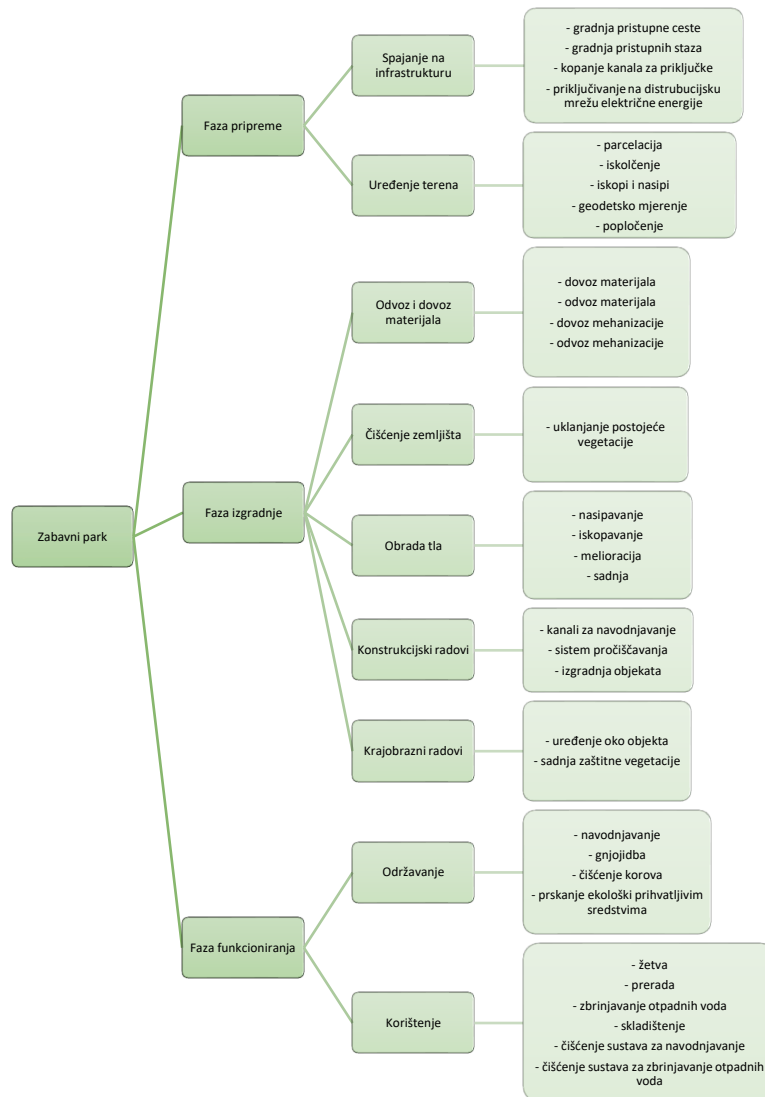 Zabavni park
Faza pripreme
Spajanje na
infrastrukturu
- gradnja pristupne ceste
- gradnja pristupnih staza
- kopanje kanala za priključke
- priključivanje na distrubucijsku
mrežu električne energije
Uređenje terena
- parcelacija
- iskolčenje
- iskopi i nasipi
- geodetsko mjerenje
- popločenje
Faza izgradnje
Odvoz i dovoz
materijala
- dovoz materijala
- odvoz materijala
- dovoz mehanizacije
- odvoz mehanizacije
Čišćenje zemljišta
- uklanjanje postojeće
vegetacije
Obrada tla
- nasipavanje
- iskopavanje
- melioracija
- sadnja
Konstrukcijski radovi
- kanali za navodnjavanje
- sistem pročiščavanja
- izgradnja objekata
Krajobrazni radovi
- uređenje oko objekta
- sadnja zaštitne vegetacije
Faza funkcioniranja
Održavanje
- navodnjavanje
- gnjojidba
- čišćenje korova
- prskanje ekološki prihvatljivim
sredstvima
Korištenje
- žetva
- prerada
- zbrinjavanje otpadnih voda
- skladištenje
- čišćenje sustava za navodnjavanje
- čišćenje sustava za zbrinjavanje otpadnih
voda